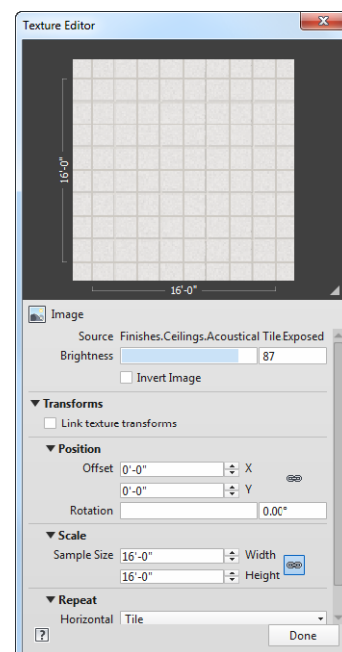 Texture Editor
x
16'-0"
16'-0"
Image
Source Finishes.Ceilings.Acoustical Tile.Exposed
Brightness 87
Invert Image
Transforms
Link texture transforms
Position
Offset 0'-0" X
0'-0" Y
Rotation 0.00°
Scale
Sample Size 16'-0" Width
16'-0" Height
Repeat
Horizontal Tile
? Done